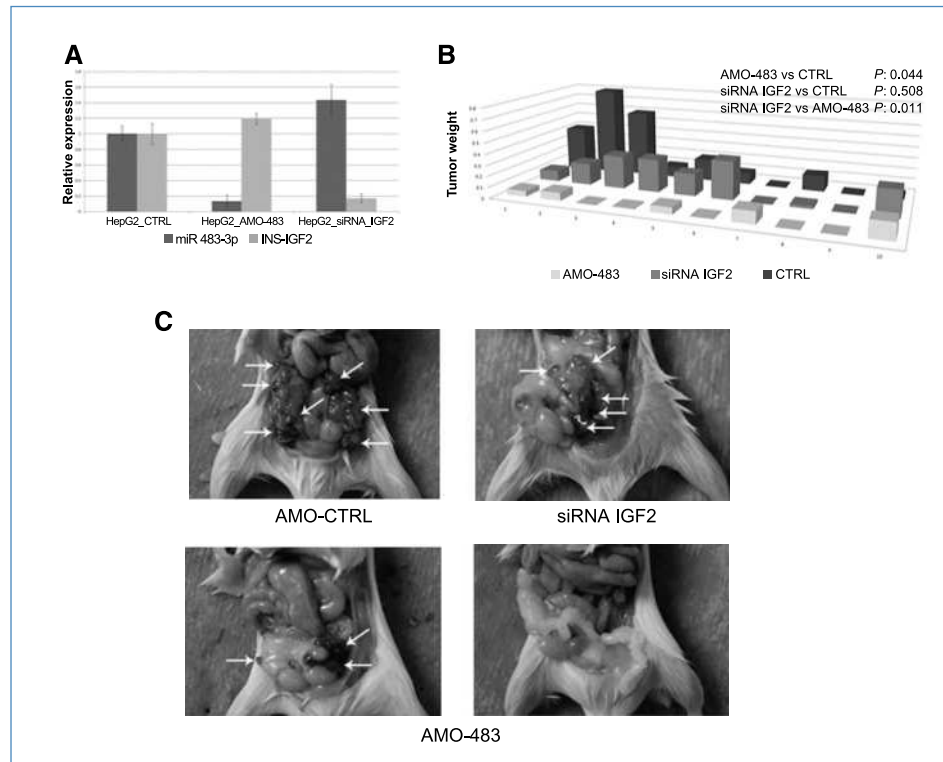 A
Relative expression
HepG2_CTRL
HepG2_AMO-483
HepG2_siRNA_IGF2
miR 483-3p
INS-IGF2
B
AMO-483 vs CTRL P: 0.044
siRNA IGF2 vs CTRL P: 0.508
siRNA IGF2 vs AMO-483 P: 0.011
Tumor weight
AMO-483
siRNA IGF2
CTRL
C
AMO-CTRL
siRNA IGF2
AMO-483